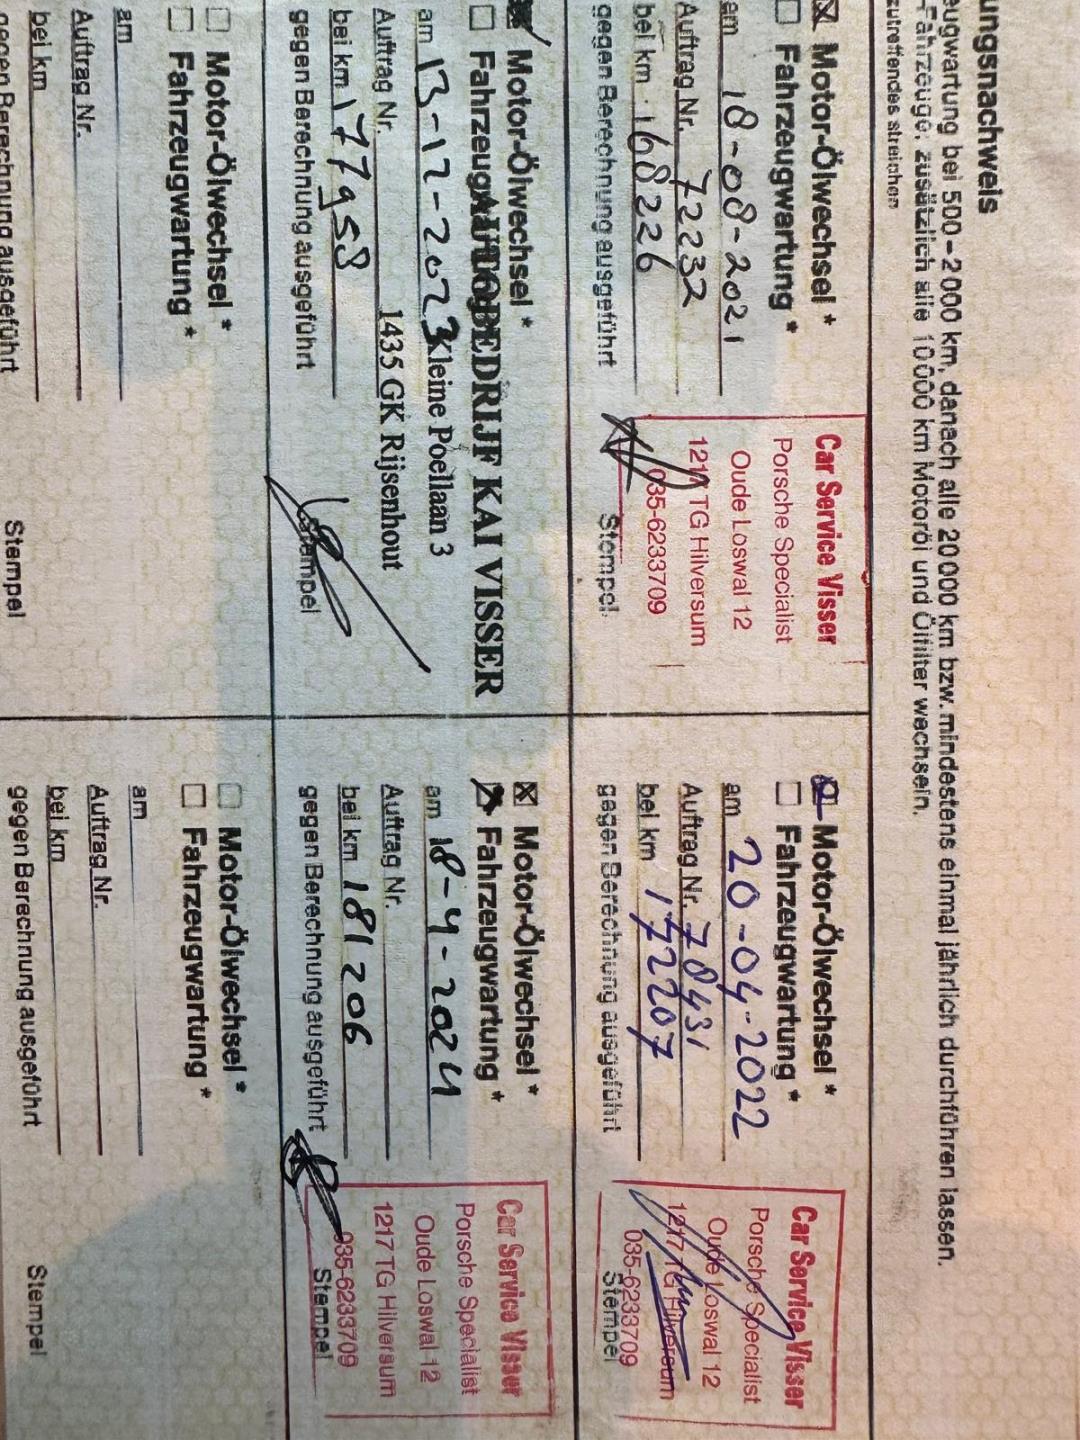 ungsnachweis
eugwartung bei 500-2000 km, danach alle 20000 km bzw. mindestens einmal jährlich durchführen lassen.
-Fahrzeuge: zusätzlich alle 10000 km Motoröl und Ölfilter wechseln.
zutreffendes streichen
Motor-Ölwechsel *
Fahrzeugwartung *
am 18-08-2021
Auftrag Nr. 72232
bei km 168226
gegen Berechnung ausgeführt
Car Service Visser
Porsche Specialist
Oude Loswal 12
1217 TG Hilversum
035-6233709
Stempel
Motor-Ölwechsel *
Fahrzeugwartung *
am 20-04-2022
Auftrag Nr. 78431
bei km 172207
gegen Berechnung ausgeführt
Car Service Visser
Porsche Specialist
Oude Loswal 12
1217 TG Hilversum
035-6233709
Stempel
Motor-Ölwechsel *
AUTOBEDRIJF KAI VISSER
am 13-12-2023
Kleine Poellaan 3
Auftrag Nr.
1435 GK Rijsenhout
bei km 177958
gegen Berechnung ausgeführt
Stempel
Motor-Ölwechsel *
Fahrzeugwartung *
am 18-4-2024
Auftrag Nr.
bei km 181206
gegen Berechnung ausgeführt
Car Service Visser
Porsche Specialist
Oude Loswal 12
1217 TG Hilversum
035-6233709
Stempel
Motor-Ölwechsel *
Fahrzeugwartung *
am
Auftrag Nr.
bei km
gegen Berechnung ausgeführt
Stempel
Motor-Ölwechsel *
Fahrzeugwartung *
am
Auftrag Nr.
bei km
gegen Berechnung ausgeführt
Stempel